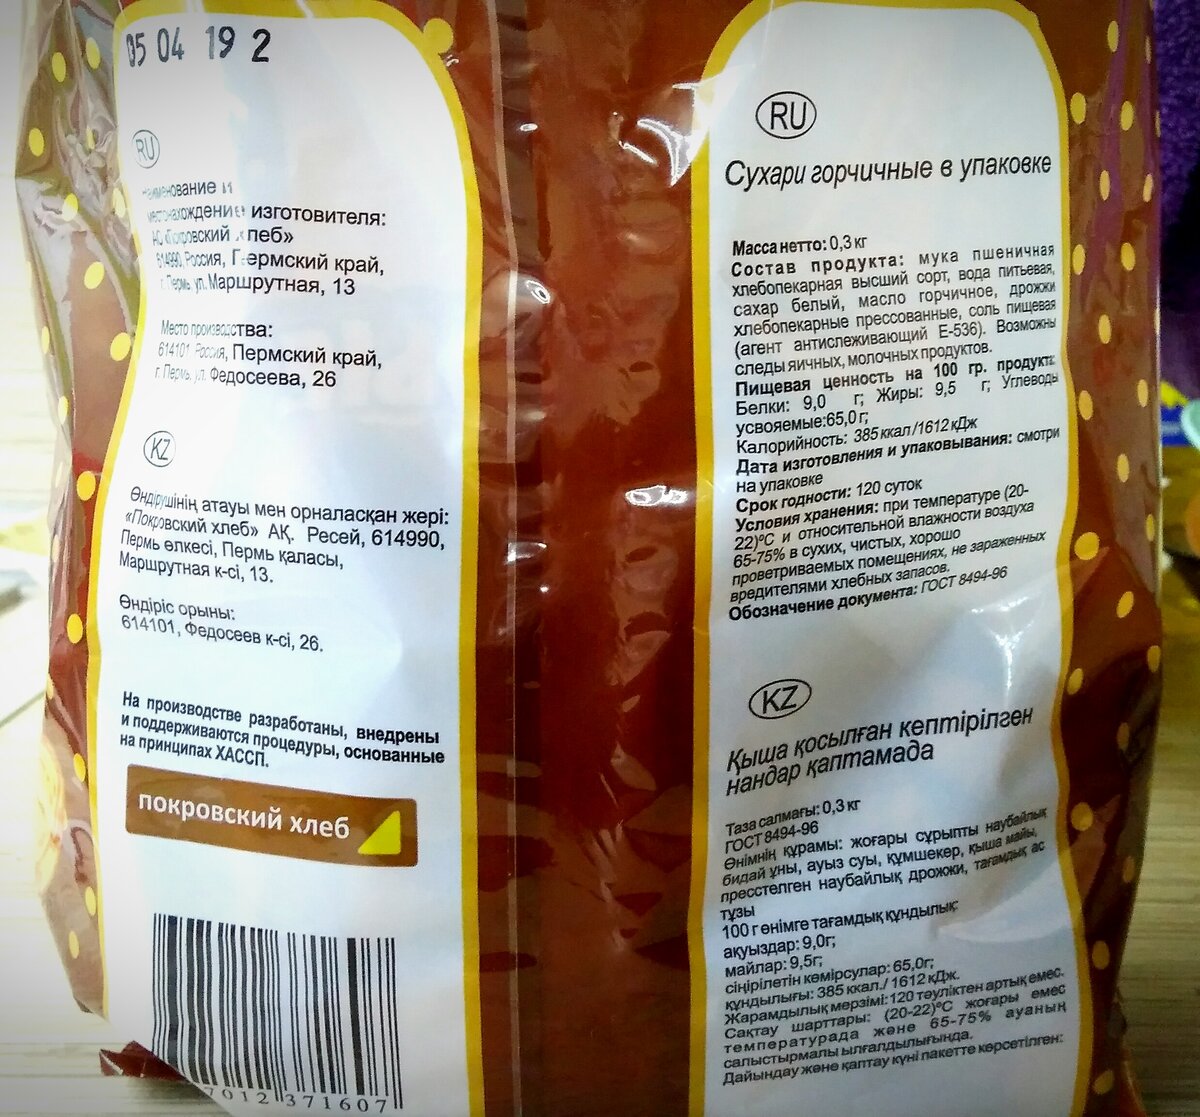 05 04 19 2
RU
Наименование и
местонахождение изготовителя:
АО «Покровский хлеб»
614990, Россия, Пермский край,
г. Пермь, ул. Маршрутная, 13
Место производства:
614101 Россия, Пермский край,
г. Пермь, ул. Федосеева, 26
KZ
Өндірушінің атауы мен орналасқан жері:
«Покровский хлеб» АҚ. Ресей, 614990,
Пермь өлкесі, Пермь қаласы,
Маршрутная к-сі, 13.
Өндіріс орыны:
614101, Федосеев к-сі, 26.
На производстве разработаны, внедрены
и поддерживаются процедуры, основанные
на принципах ХАССП.
покровский хлеб
7012 371607
RU
Сухари горчичные в упаковке
Масса нетто: 0,3 кг
Состав продукта: мука пшеничная
хлебопекарная высший сорт, вода питьевая,
сахар белый, масло горчичное, дрожжи
хлебопекарные прессованные, соль пищевая
(агент антислеживающий Е-536). Возможны
следы яичных, молочных продуктов.
Пищевая ценность на 100 гр. продукта:
Белки: 9,0 г; Жиры: 9,5 г; Углеводы
усвояемые:65,0 г;
Калорийность: 385 ккал /1612 кДж
Дата изготовления и упаковывания: смотри
на упаковке
Срок годности: 120 суток
Условия хранения: при температуре (20-
22)°С и относительной влажности воздуха
65-75% в сухих, чистых, хорошо
проветриваемых помещениях, не зараженных
вредителями хлебных запасов.
Обозначение документа: ГОСТ 8494-96
KZ
Қыша қосылған кептірілген
нандар қаптамада
Таза салмағы: 0,3 кг
ГОСТ 8494-96
Өнімнің құрамы: жоғары сұрыпты наубайлық
бидай ұны, ауыз суы, құмшекер, қыша майы,
пресстелген наубайлық дрожжи, тағамдық ас
тұзы
100 г өнімге тағамдық құндылық:
ақуыздар: 9,0г;
майлар: 9,5г;
сіңірілетін көмірсулар: 65,0г;
құндылығы: 385 ккал./ 1612 кДж.
Жарамдылық мерзімі: 120 тәуліктен артық емес.
Сақтау шарттары: (20-22)°С жоғары емес
температурада және 65-75% ауаның
салыстырмалы ылғалдылығында.
Дайындау және қаптау күні пакетте көрсетілген: